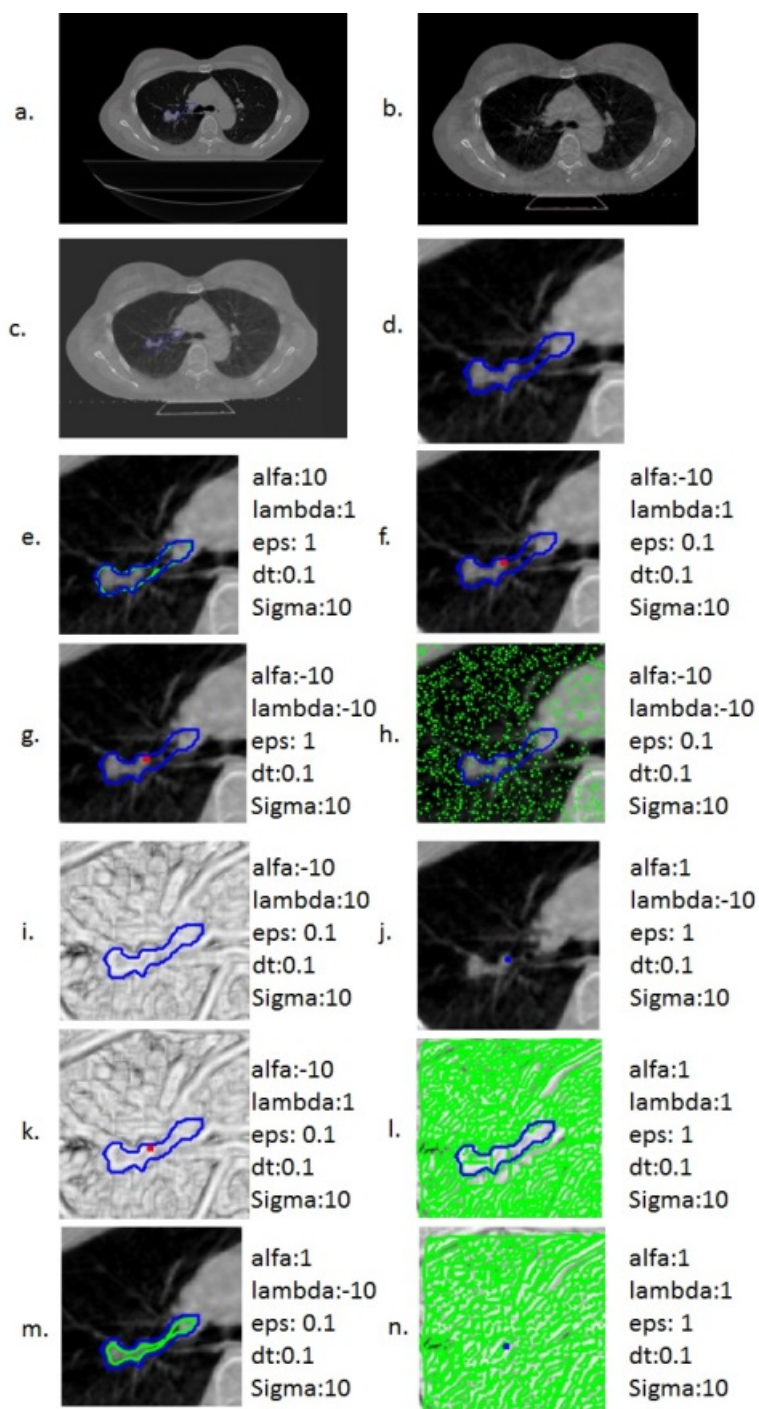 a.
b.
c.
d.
e.
alfa:10
lambda:1
eps: 1
dt:0.1
Sigma:10
f.
alfa:-10
lambda:1
eps: 0.1
dt:0.1
Sigma:10
g.
alfa:-10
lambda:-10
eps: 1
dt:0.1
Sigma:10
h.
alfa:-10
lambda:-10
eps: 0.1
dt:0.1
Sigma:10
i.
alfa:-10
lambda:10
eps: 0.1
dt:0.1
Sigma:10
j.
alfa:1
lambda:-10
eps: 1
dt:0.1
Sigma:10
k.
alfa:-10
lambda:1
eps: 0.1
dt:0.1
Sigma:10
l.
alfa:1
lambda:1
eps: 1
dt:0.1
Sigma:10
m.
alfa:1
lambda:-10
eps: 0.1
dt:0.1
Sigma:10
n.
alfa:1
lambda:1
eps: 1
dt:0.1
Sigma:10